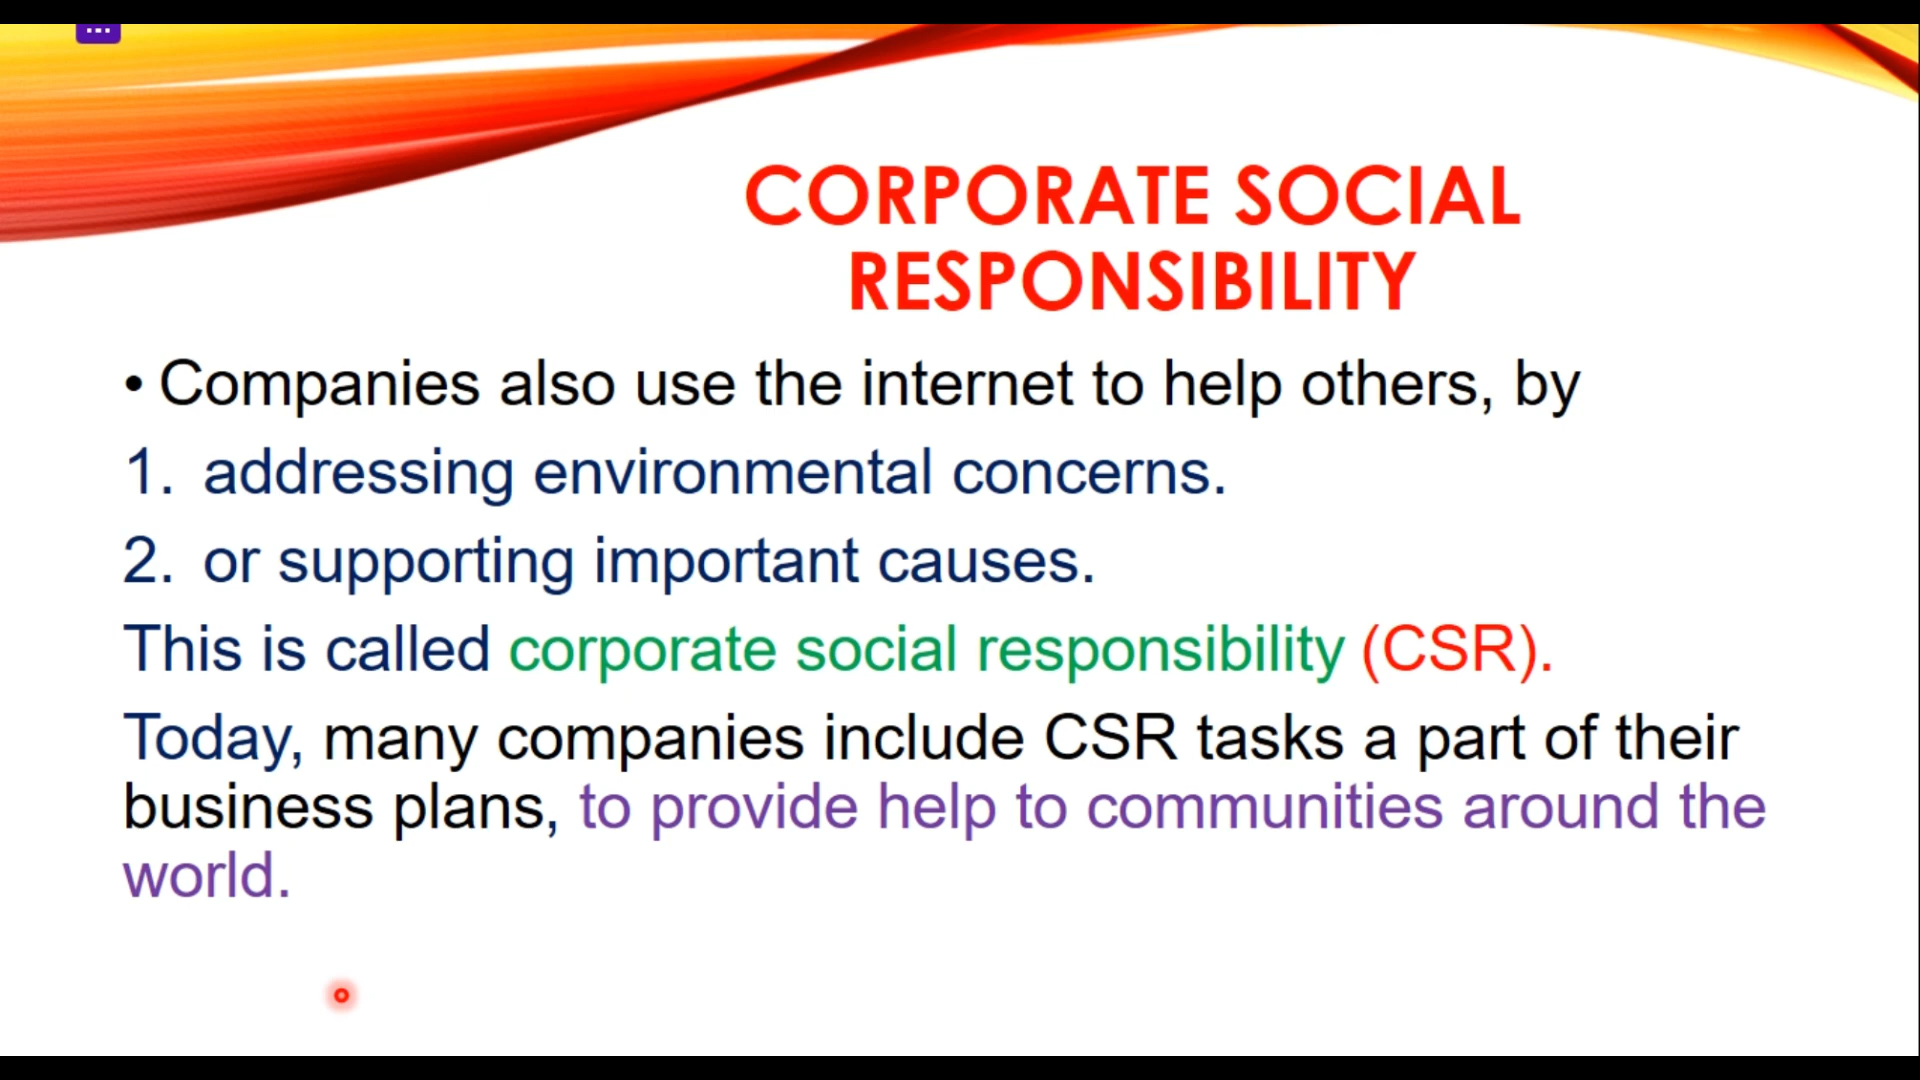 CORPORATE SOCIAL
RESPONSIBILITY
• Companies also use the internet to help others, by
1. addressing environmental concerns.
2. or supporting important causes.
This is called corporate social responsibility (CSR).
Today, many companies include CSR tasks a part of their
business plans, to provide help to communities around the
world.